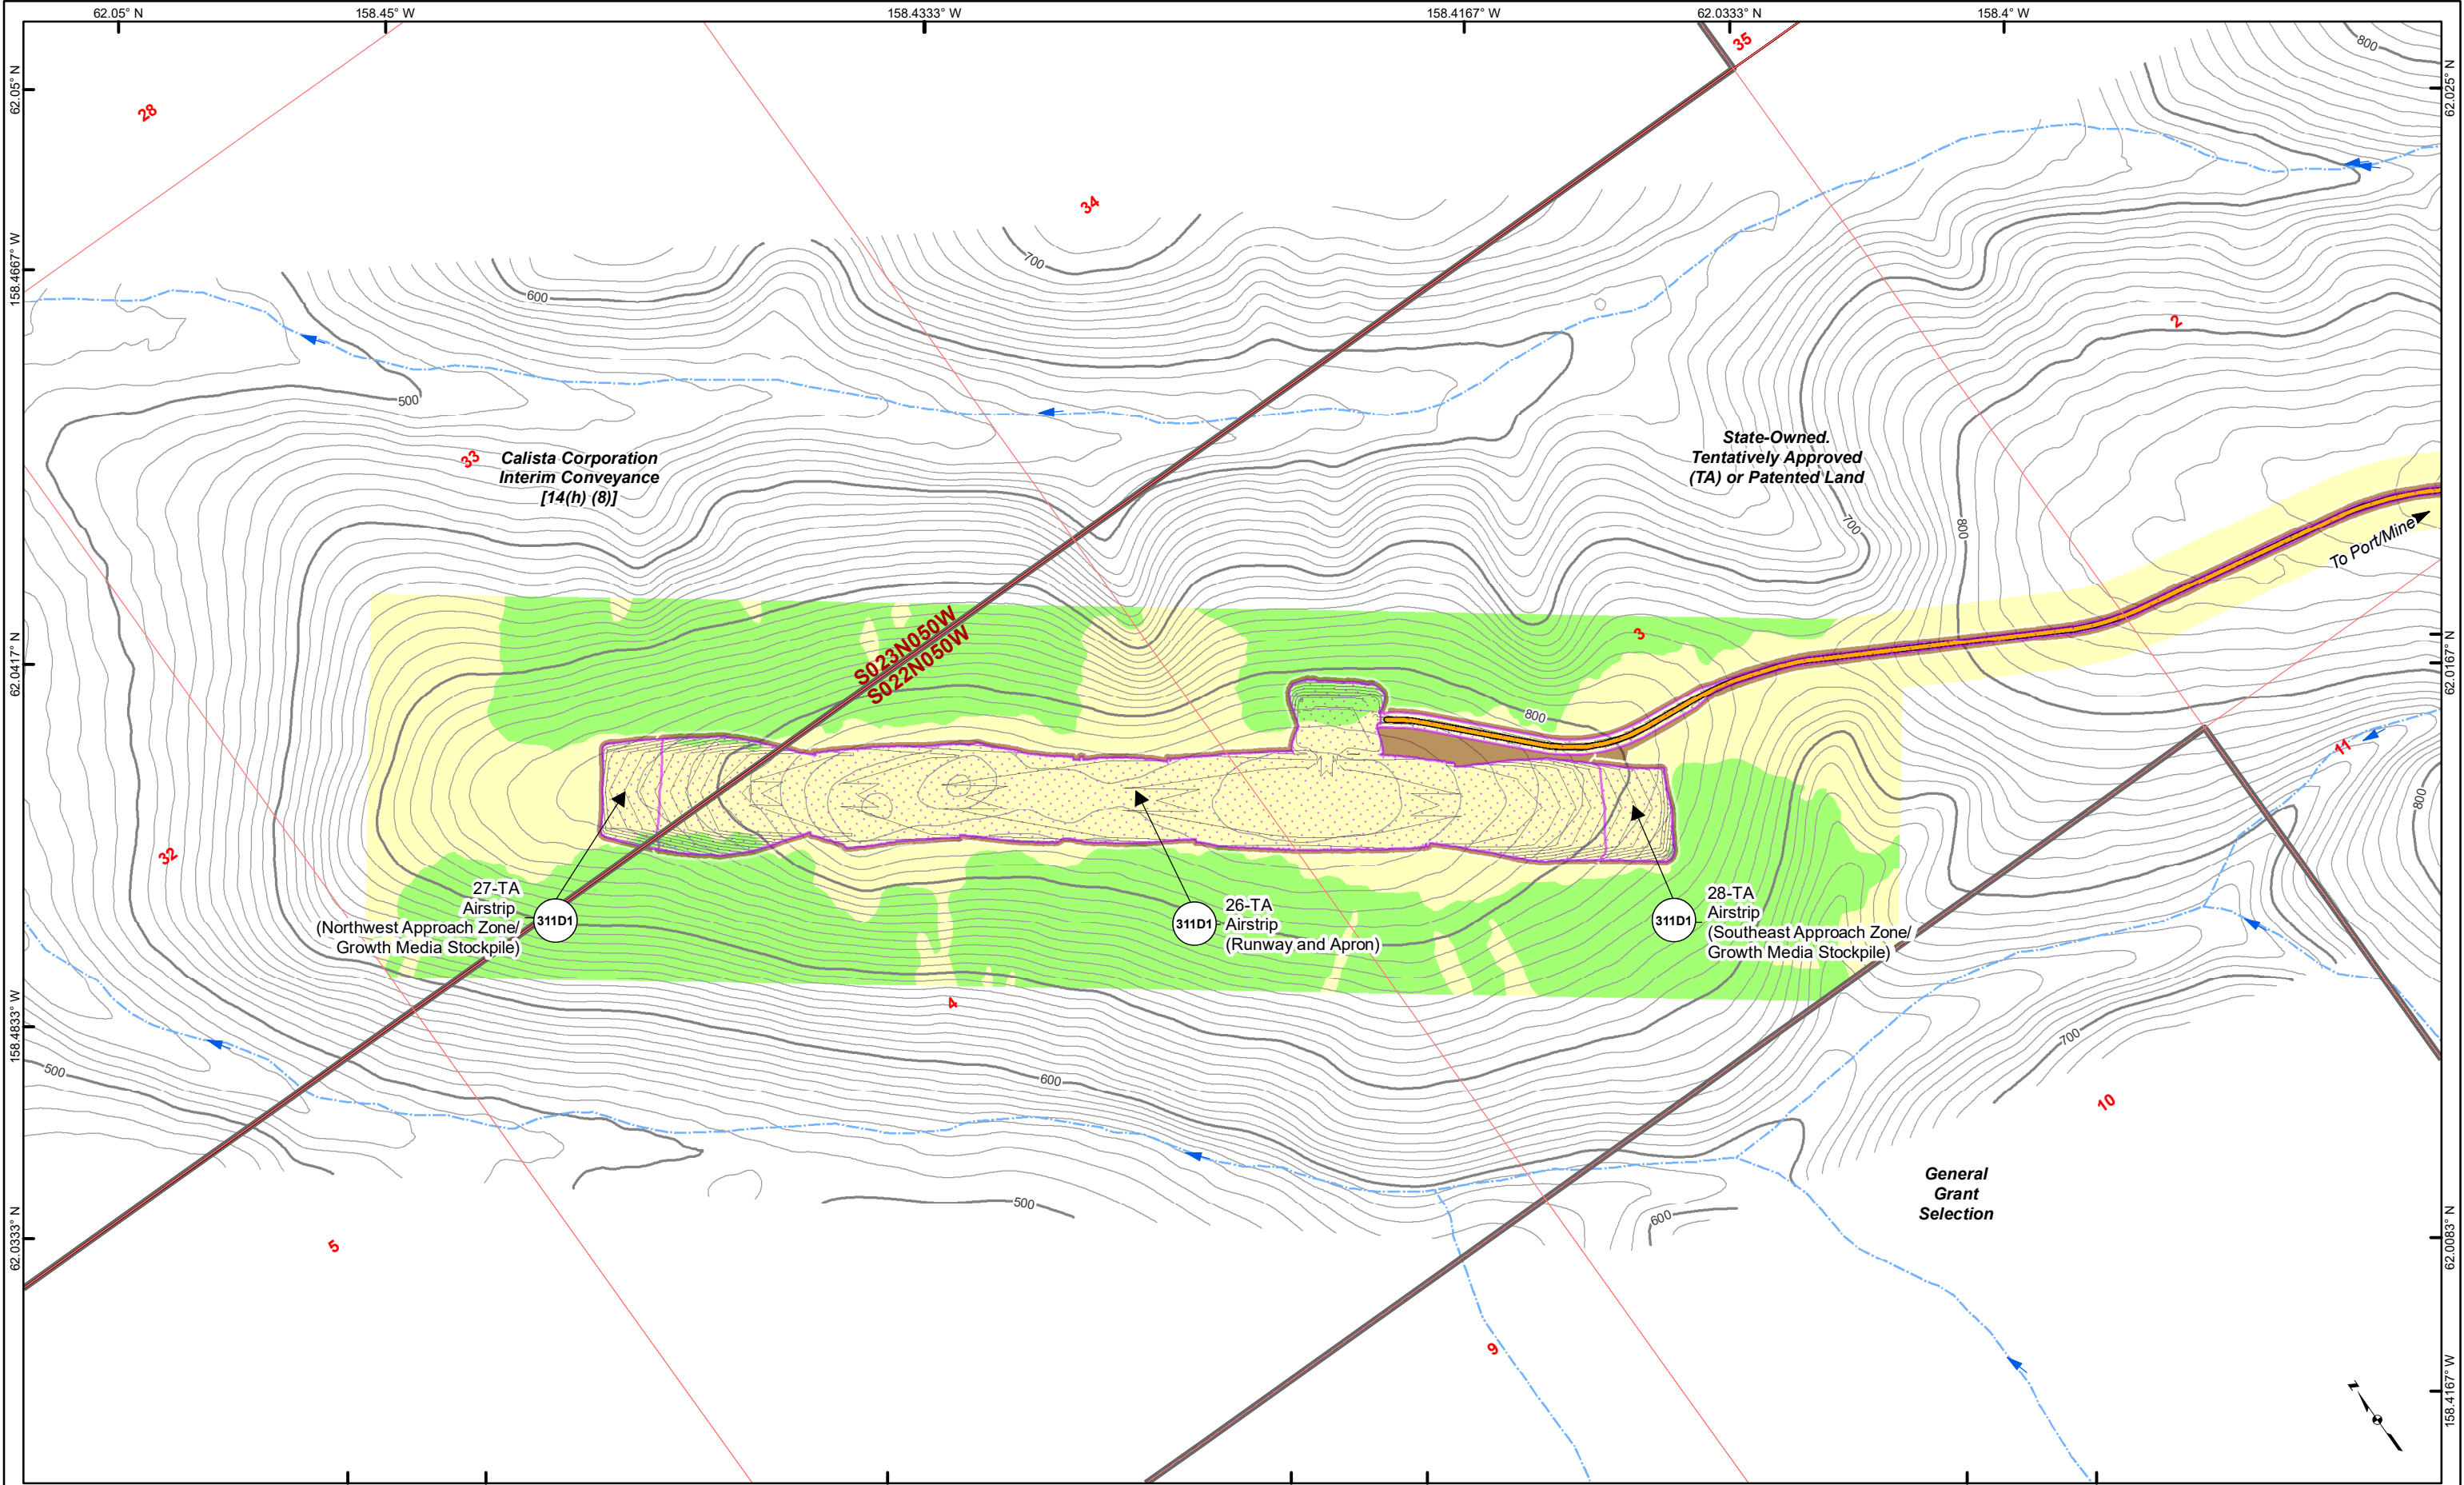 62.05° N
158.45° W
158.4333° W
158.4167° W
62.0333° N
158.4° W
62.05° N
158.4667° W
62.0417° N
158.4833° W
62.0333° N
62.025° N
62.0167° N
62.0083° N
158.4167° W
28
35
800
34
700
600
2
500
33
Calista Corporation
Interim Conveyance
[14(h) (8)]
State-Owned.
Tentatively Approved
(TA) or Patented Land
700
800
To Port/Mine
S023N050W
S022N050W
3
800
11
800
32
27-TA
Airstrip
(Northwest Approach Zone/
Growth Media Stockpile)
311D1
311D1
26-TA
Airstrip
(Runway and Apron)
311D1
28-TA
Airstrip
(Southeast Approach Zone/
Growth Media Stockpile)
4
700
500
600
10
General
Grant
Selection
500
600
5
9
N